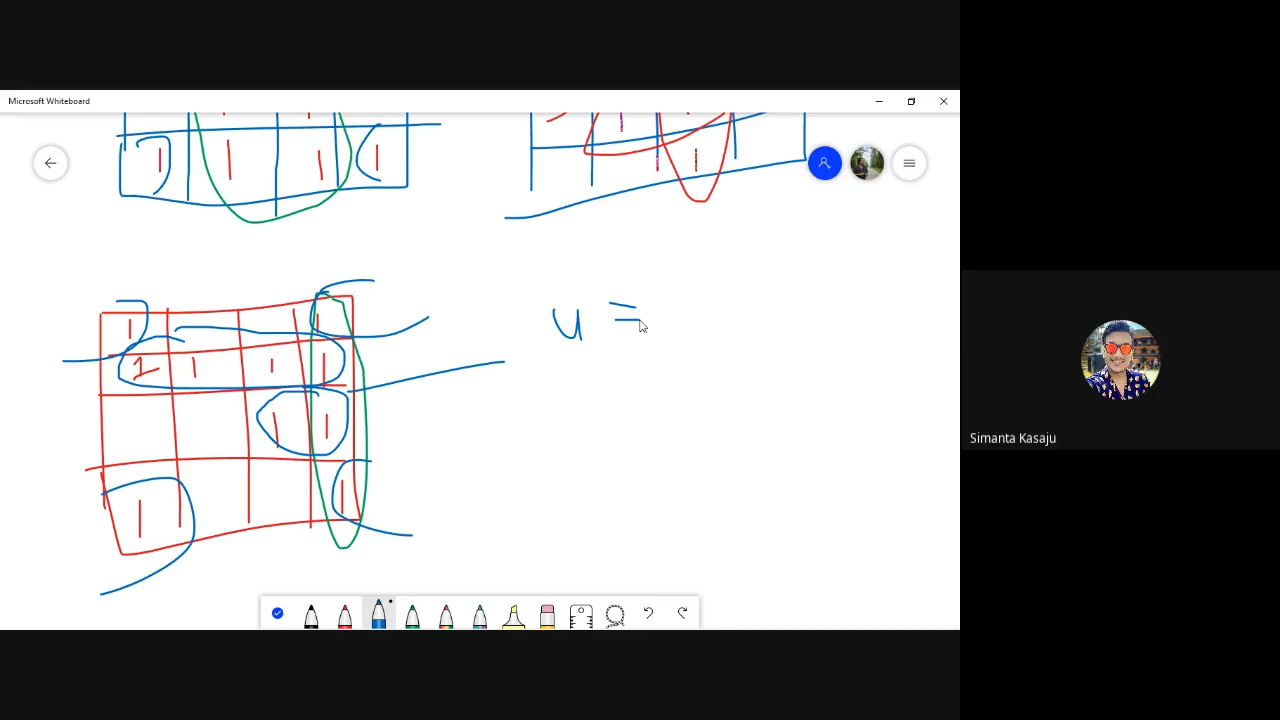 Microsoft Whiteboard
1 1 1 1
1 1 1
u =
1 1
1 1 1 1
1 1
1 1
Simanta Kasaju